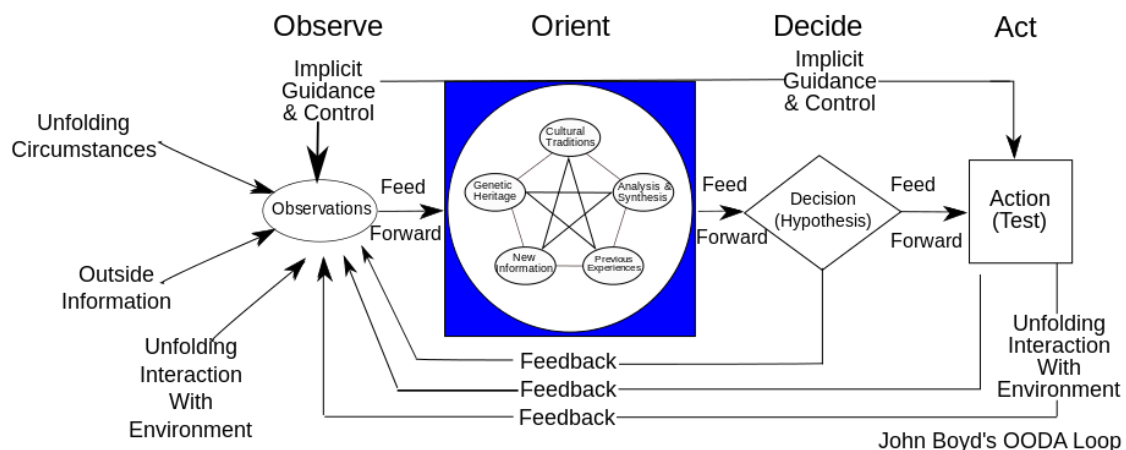 Observe
Orient
Decide
Act
Implicit
Guidance
& Control
Implicit
Guidance
& Control
Unfolding
Circumstances
Observations
Outside
Information
Unfolding
Interaction
With
Environment
Feed
Forward
Cultural
Traditions
Genetic
Heritage
Analysis &
Synthesis
New
Information
Previous
Experiences
Feed
Forward
Decision
(Hypothesis)
Feed
Forward
Action
(Test)
Unfolding
Interaction
With
Environment
Feedback
Feedback
Feedback
John Boyd's OODA Loop